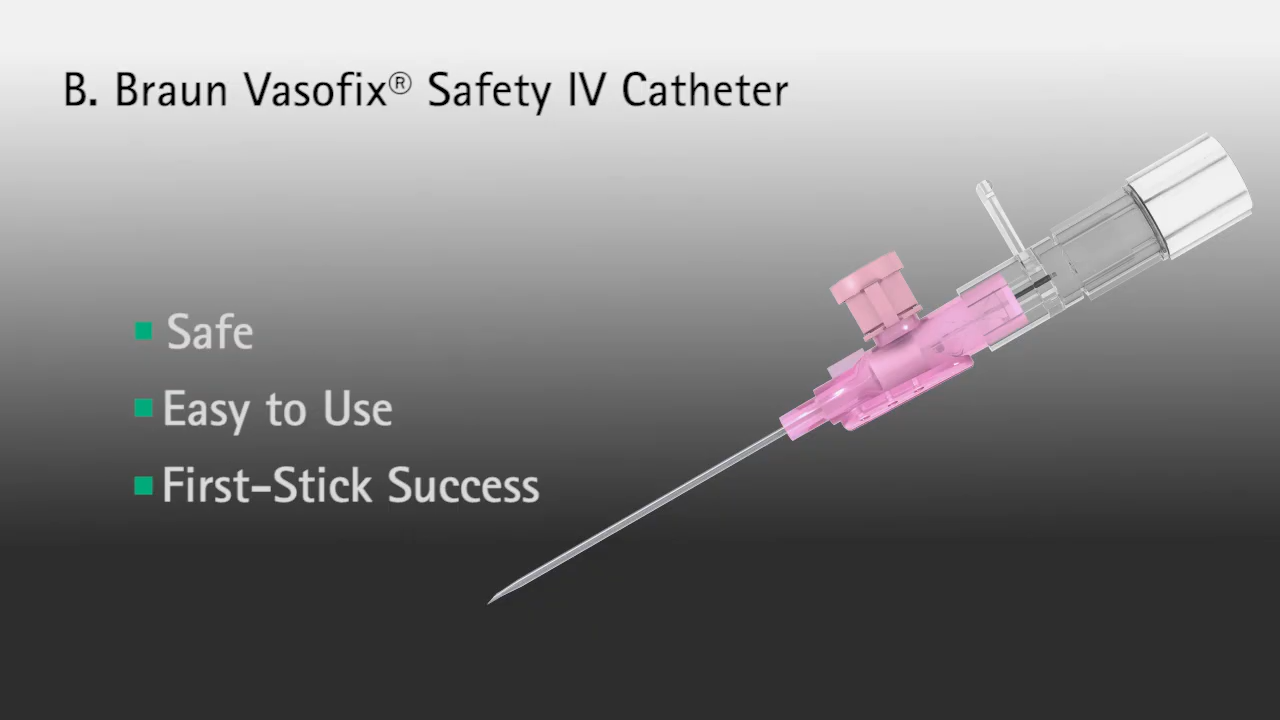 B. Braun Vasofix® Safety IV Catheter
Safe
Easy to Use
First-Stick Success